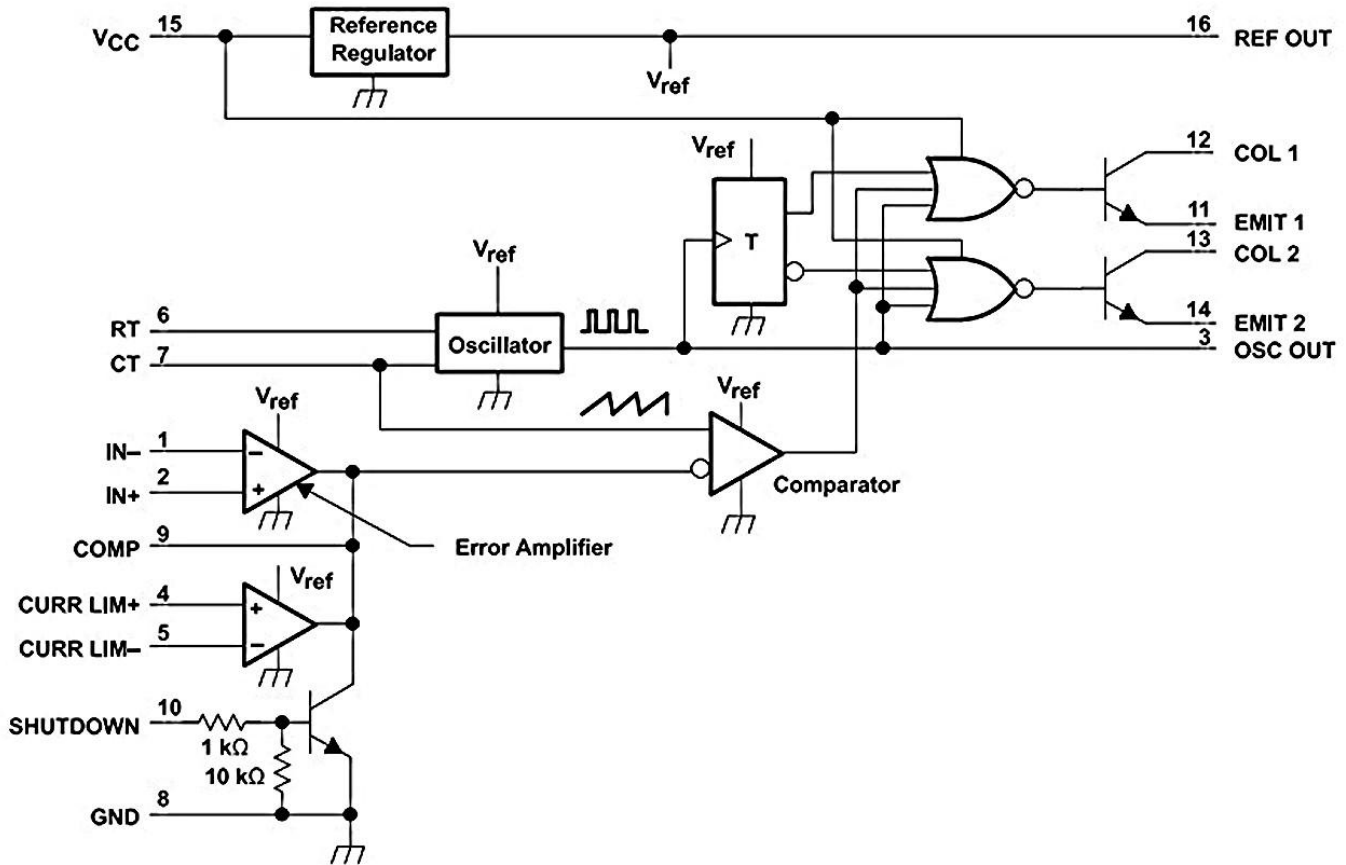 VCC 15
Reference
Regulator
16 REF OUT
Vref
Vref
12 COL 1
11 EMIT 1
13 COL 2
T
14 EMIT 2
3 OSC OUT
Vref
RT 6
CT 7
Oscillator
Vref
Vref
IN– 1
IN+ 2
–
+
Comparator
COMP 9
Error Amplifier
Vref
CURR LIM+ 4
CURR LIM– 5
+
–
SHUTDOWN 10
1 kΩ
10 kΩ
GND 8